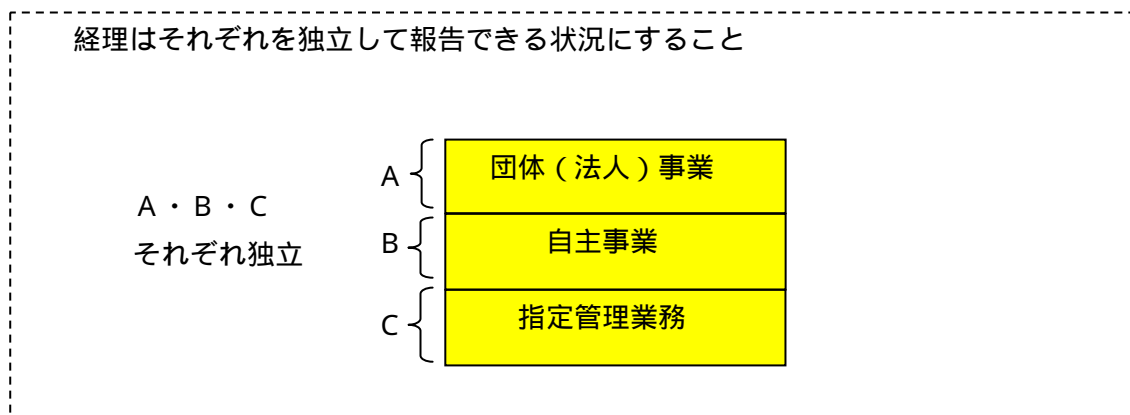 経理はそれぞれを独立して報告できる状況にすること
A 団体（法人）事業
A・B・C
それぞれ独立
B 自主事業
C 指定管理業務